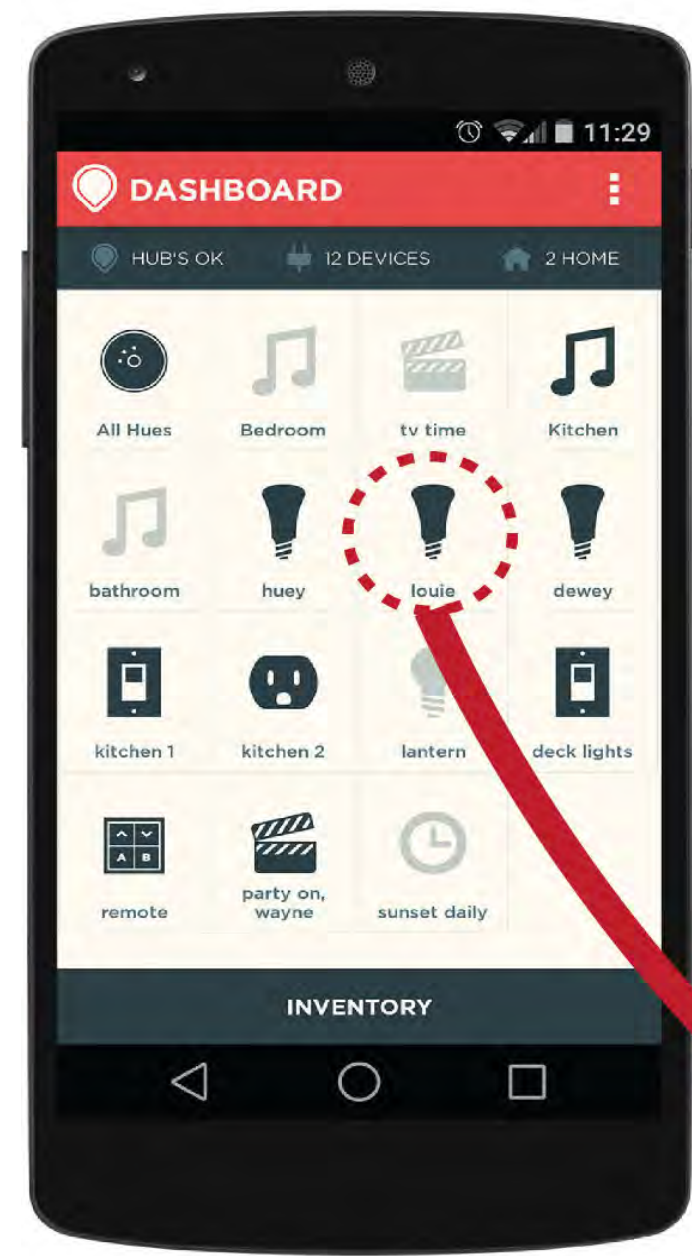 11:29
DASHBOARD
HUB'S OK 12 DEVICES 2 HOME
All Hues Bedroom tv time Kitchen
bathroom huey louie dewey
kitchen 1 kitchen 2 lantern deck lights
A B
remote party on, wayne sunset daily
INVENTORY